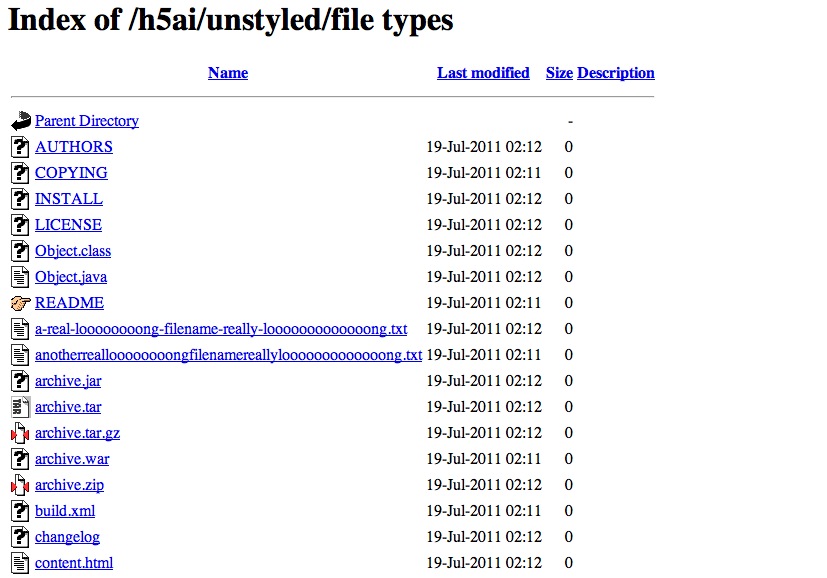 Index of /h5ai/unstyled/file types
Name Last modified Size Description
Parent Directory -
AUTHORS 19-Jul-2011 02:12 0
COPYING 19-Jul-2011 02:11 0
INSTALL 19-Jul-2011 02:12 0
LICENSE 19-Jul-2011 02:12 0
Object.class 19-Jul-2011 02:12 0
Object.java 19-Jul-2011 02:12 0
README 19-Jul-2011 02:11 0
a-real-looooooooong-filename-really-loooooooooooooong.txt 19-Jul-2011 02:12 0
anotherreallooooooooongfilenamereallyloooooooooooooong.txt 19-Jul-2011 02:11 0
archive.jar 19-Jul-2011 02:12 0
TAR archive.tar 19-Jul-2011 02:12 0
archive.tar.gz 19-Jul-2011 02:12 0
archive.war 19-Jul-2011 02:11 0
archive.zip 19-Jul-2011 02:12 0
build.xml 19-Jul-2011 02:11 0
changelog 19-Jul-2011 02:12 0
content.html 19-Jul-2011 02:12 0